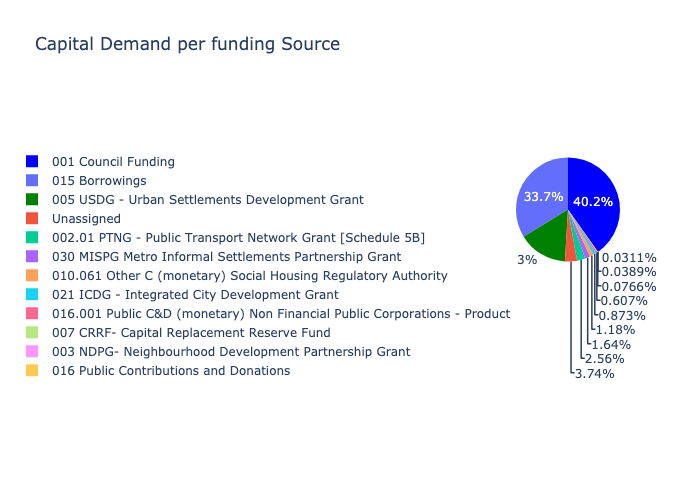 Capital Demand per funding Source
001 Council Funding
015 Borrowings
005 USDG - Urban Settlements Development Grant
Unassigned
002.01 PTNG - Public Transport Network Grant [Schedule 5B]
030 MISPG Metro Informal Settlements Partnership Grant
010.061 Other C (monetary) Social Housing Regulatory Authority
021 ICDG - Integrated City Development Grant
016.001 Public C&D (monetary) Non Financial Public Corporations - Product
007 CRRF- Capital Replacement Reserve Fund
003 NDPG- Neighbourhood Development Partnership Grant
016 Public Contributions and Donations
33.7%
40.2%
3%
0.0311%
0.0389%
0.0766%
0.607%
0.873%
1.18%
1.64%
2.56%
3.74%